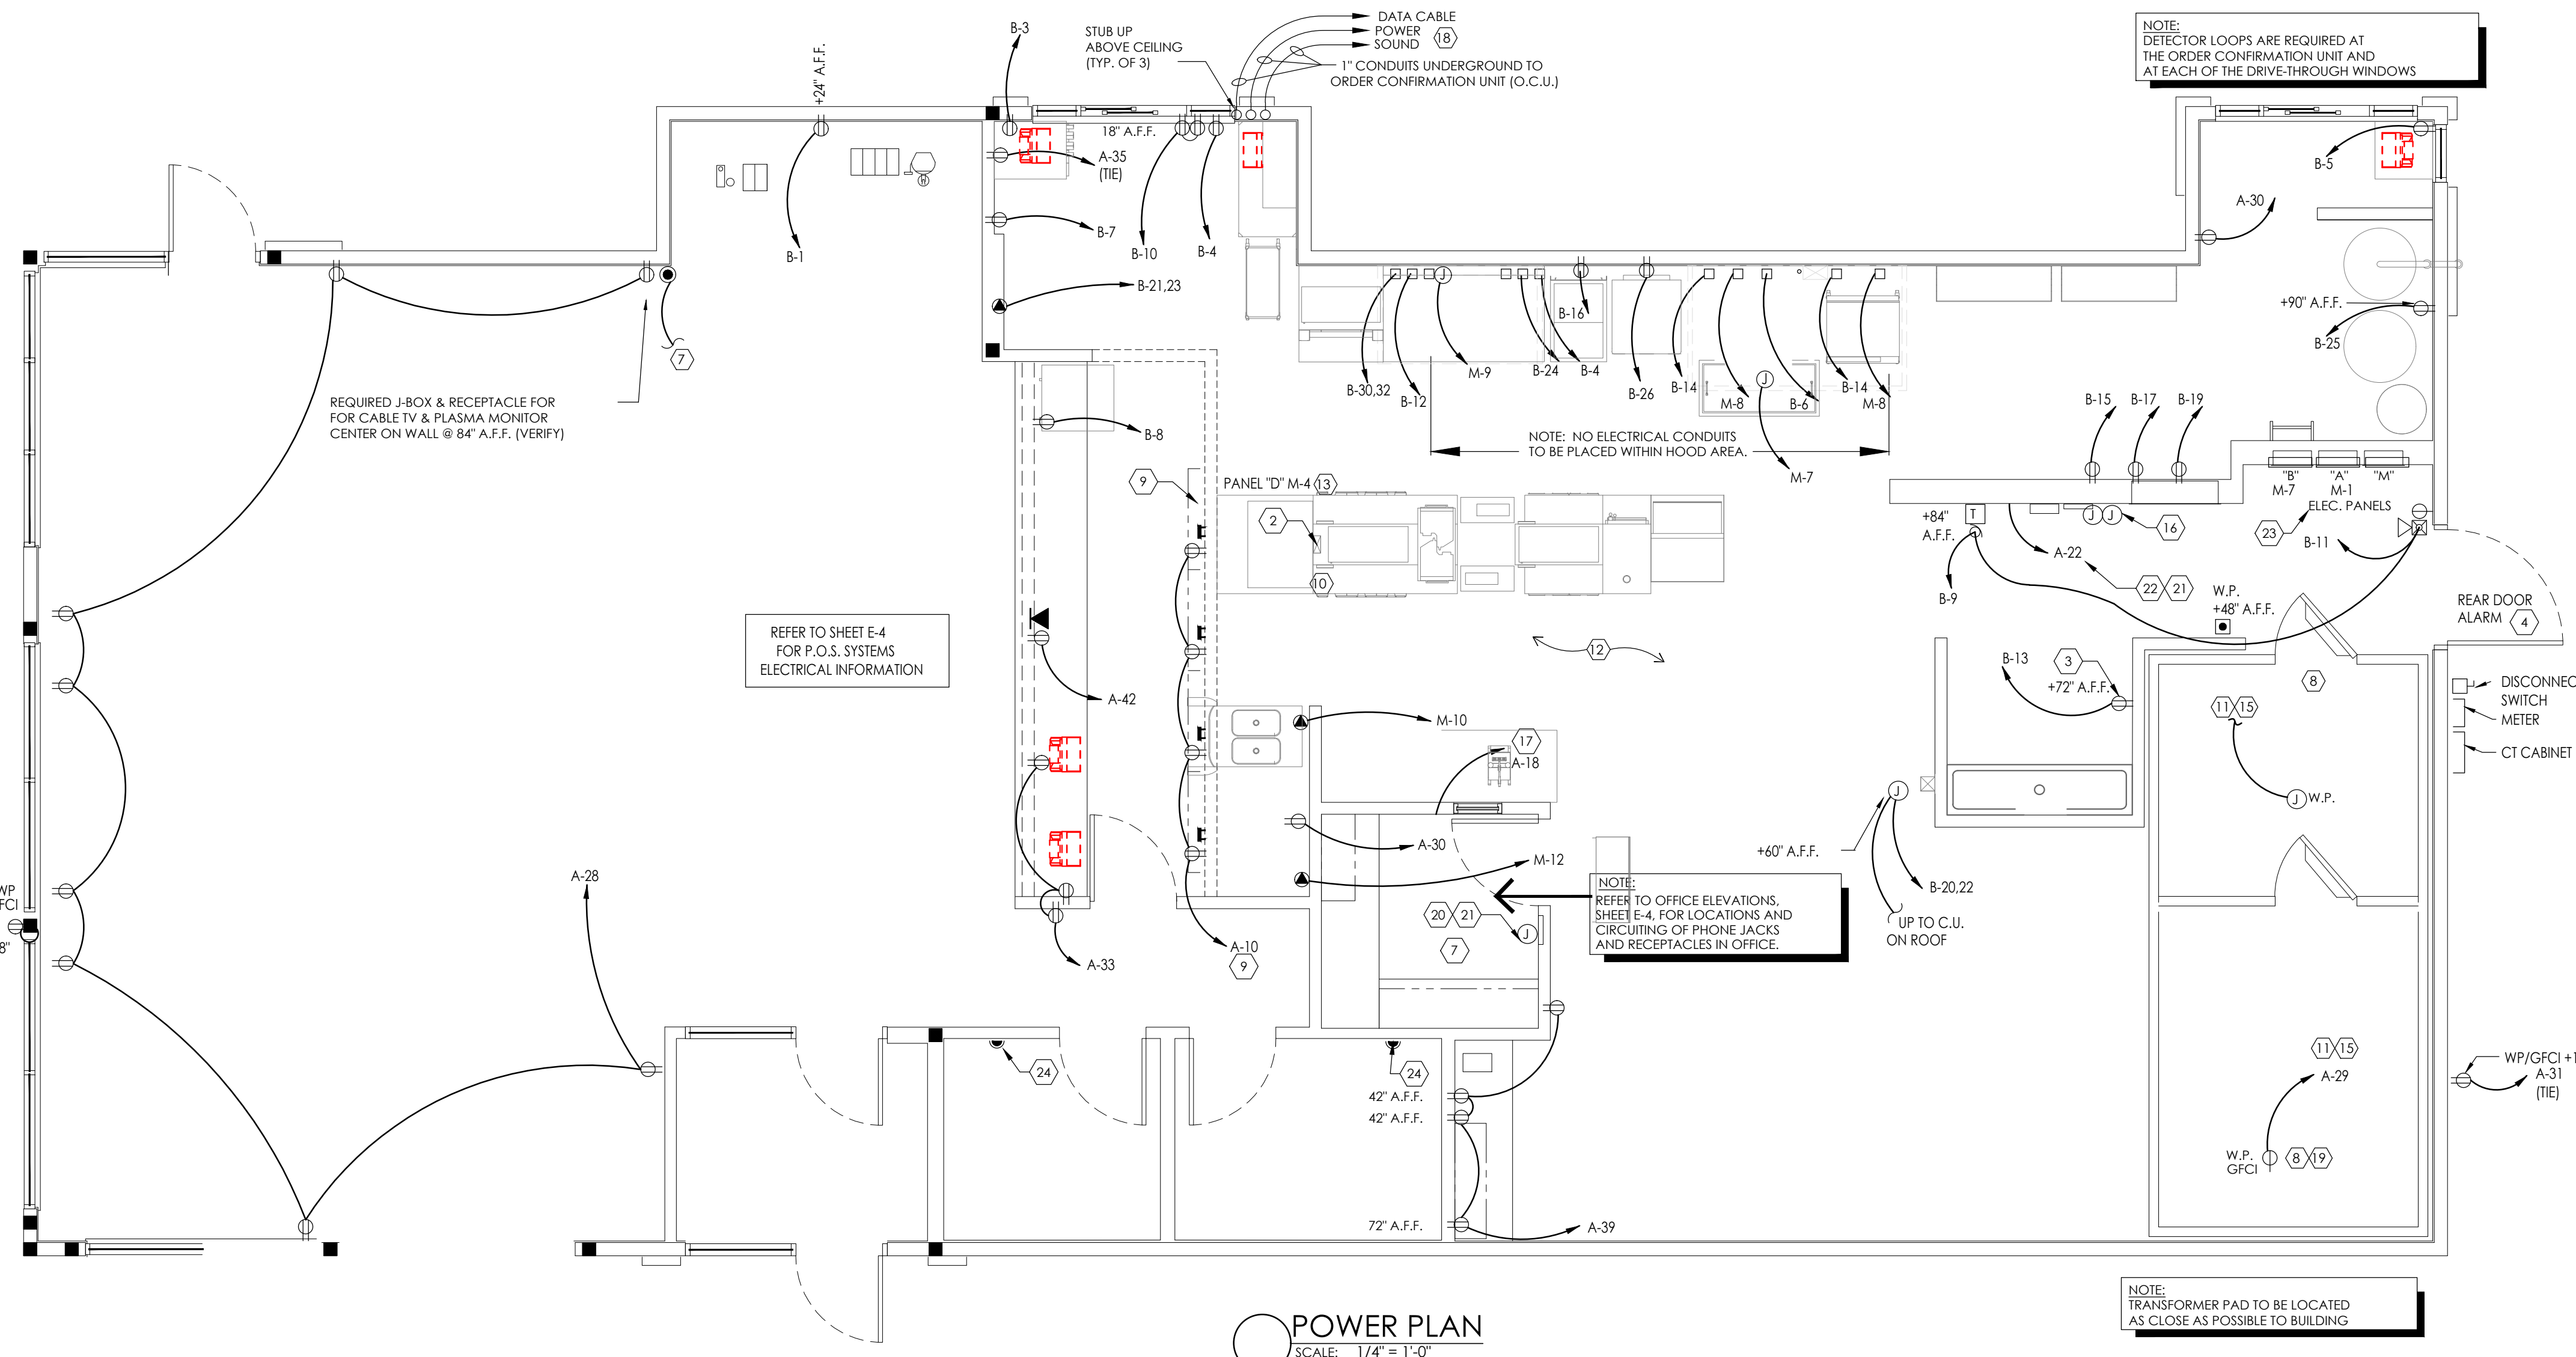 B-3
STUB UP
ABOVE CEILING
(TYP. OF 3)
DATA CABLE
POWER
SOUND
18
1" CONDUITS UNDERGROUND TO
ORDER CONFIRMATION UNIT (O.C.U.)
NOTE:
DETECTOR LOOPS ARE REQUIRED AT
THE ORDER CONFIRMATION UNIT AND
AT EACH OF THE DRIVE-THROUGH WINDOWS
+24" A.F.F.
18" A.F.F.
A-35
(TIE)
B-5
A-30
B-7
B-1
B-10
B-4
B-21,23
7
REQUIRED J-BOX & RECEPTACLE FOR
FOR CABLE TV & PLASMA MONITOR
CENTER ON WALL @ 84" A.F.F. (VERIFY)
J
B-16
+90" A.F.F.
B-25
M-9
B-24
B-4
B-30,32
B-12
B-26
B-14
M-8
J
B-6
B-14
M-8
B-8
NOTE: NO ELECTRICAL CONDUITS
TO BE PLACED WITHIN HOOD AREA.
M-7
B-15
B-17
B-19
"B"
"A"
"M"
M-7
M-1
ELEC. PANELS
23
9
PANEL "D" M-4
13
2
10
+84"
A.F.F.
T
J
J
16
A-22
B-11
B-9
22
21
W.P.
+48" A.F.F.
REAR DOOR
ALARM
4
REFER TO SHEET E-4
FOR P.O.S. SYSTEMS
ELECTRICAL INFORMATION
12
B-13
3
+72" A.F.F.
8
11
15
DISCONNEC
SWITCH
METER
CT CABINET
A-42
M-10
17
A-18
J
W.P.
J
+60" A.F.F.
A-30
M-12
B-20,22
UP TO C.U.
ON ROOF
NOTE:
REFER TO OFFICE ELEVATIONS,
SHEET E-4, FOR LOCATIONS AND
CIRCUITING OF PHONE JACKS
AND RECEPTACLES IN OFFICE.
A-28
WP
FCI
8"
20
21
J
7
A-10
9
A-33
24
24
42" A.F.F.
42" A.F.F.
72" A.F.F.
A-39
11
15
A-29
W.P.
GFCI
8
19
WP/GFCI +1
A-31
(TIE)
NOTE:
TRANSFORMER PAD TO BE LOCATED
AS CLOSE AS POSSIBLE TO BUILDING
POWER PLAN
SCALE: 1/4" = 1'-0"